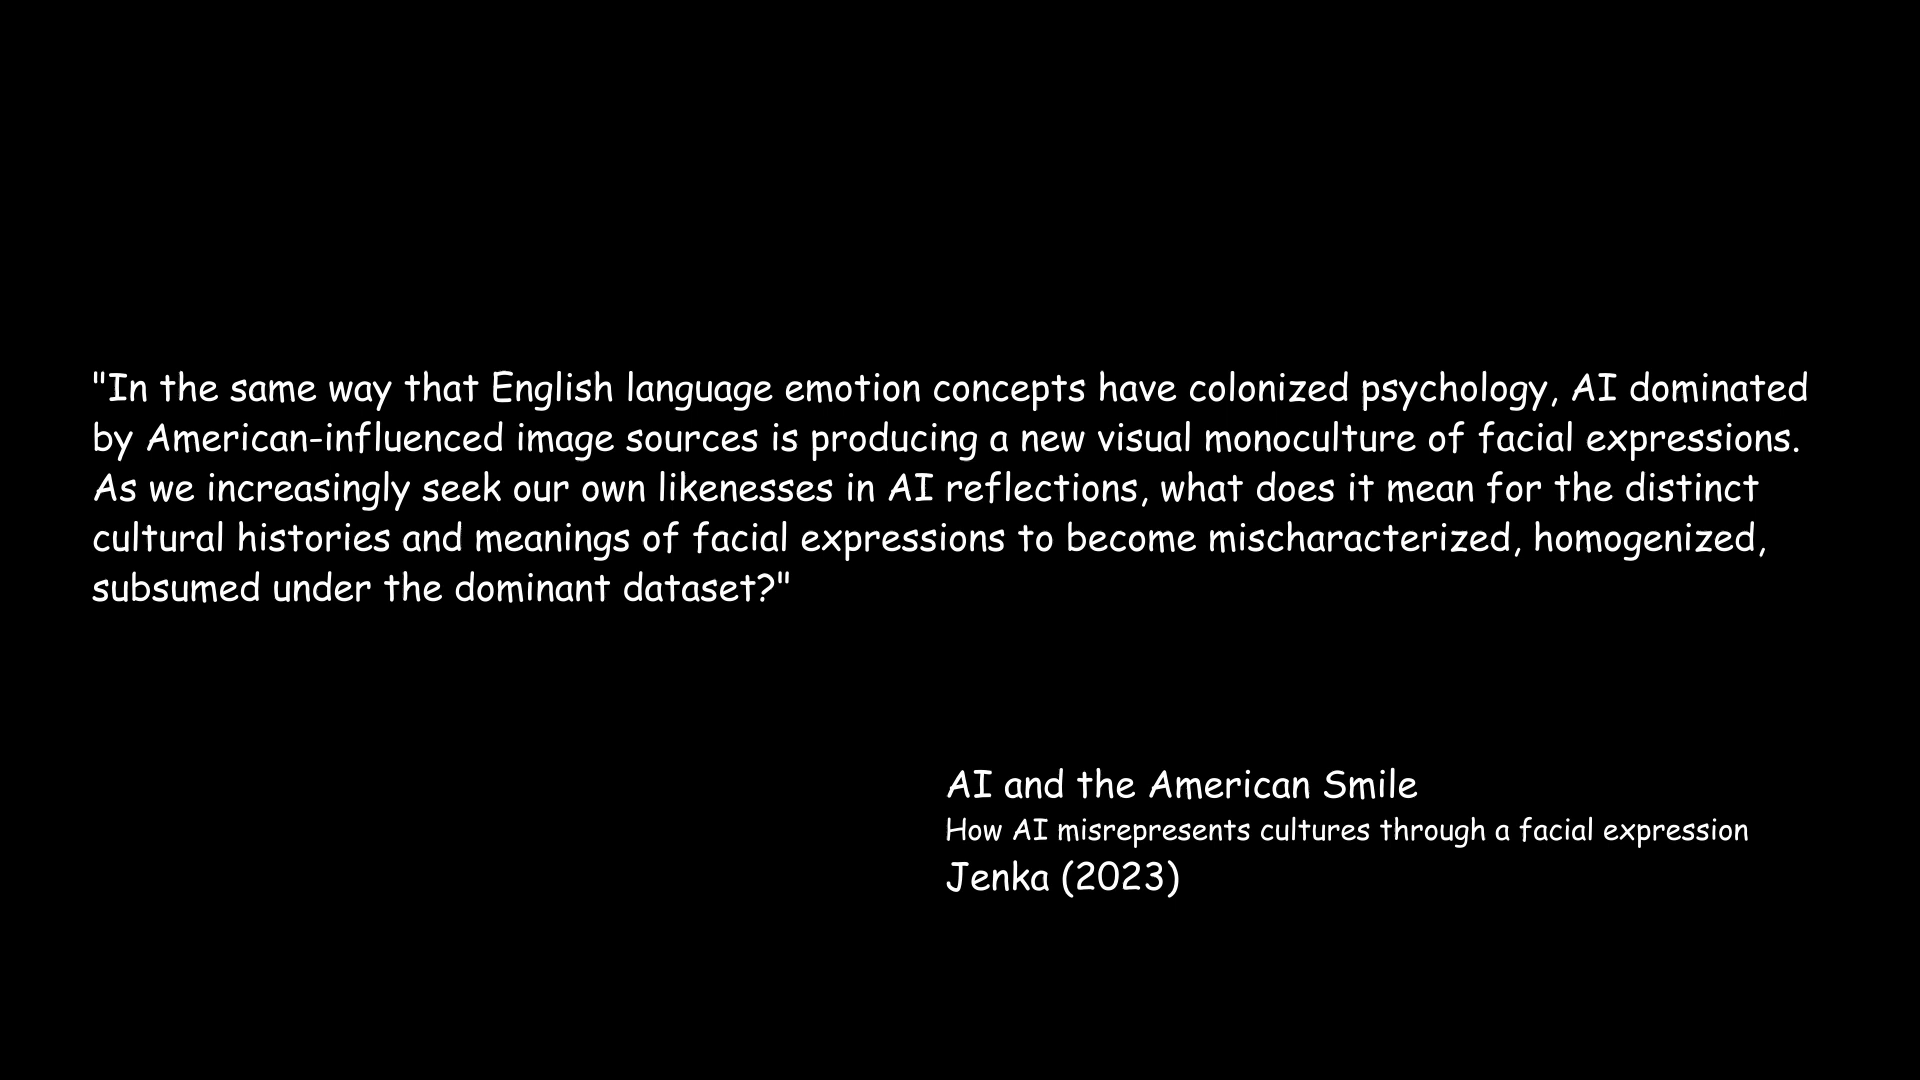 "In the same way that English language emotion concepts have colonized psychology, AI dominated
by American-influenced image sources is producing a new visual monoculture of facial expressions.
As we increasingly seek our own likenesses in AI reflections, what does it mean for the distinct
cultural histories and meanings of facial expressions to become mischaracterized, homogenized,
subsumed under the dominant dataset?"
AI and the American Smile
How AI misrepresents cultures through a facial expression
Jenka (2023)